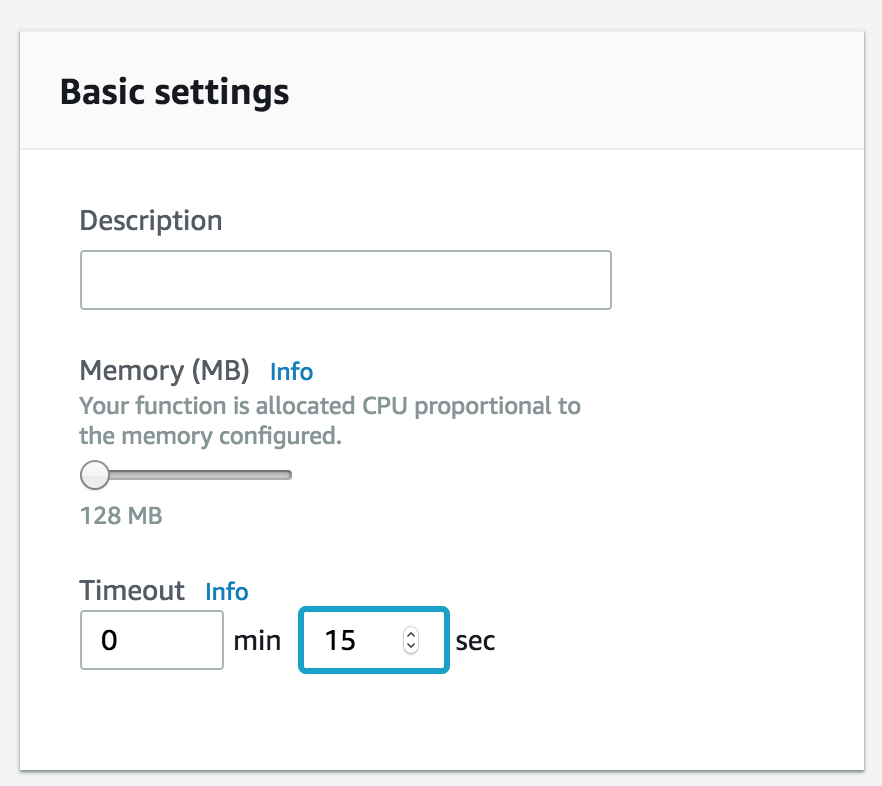 Basic settings
Description
Memory (MB) Info
Your function is allocated CPU proportional to
the memory configured.
128 MB
Timeout Info
0 min 15 sec